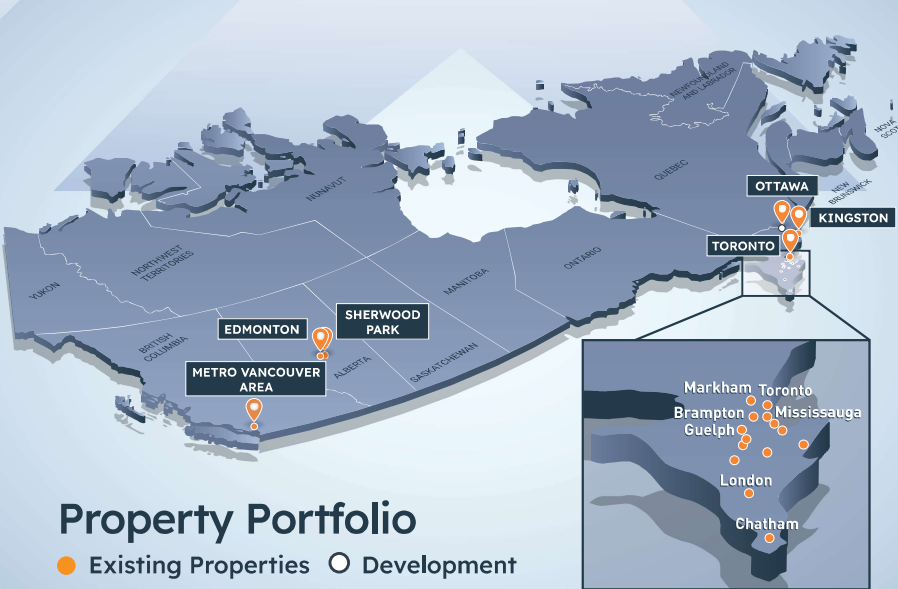 NEWFOUNDLAND
AND LABRADOR
NOVA
QUEBEC
NEW
BRUNSWICK
OTTAWA
KINGSTON
TORONTO
NUNAVUT
NORTHWEST
TERRITORIES
YUKON
ONTARIO
MANITOBA
SASKATCHEWAN
ALBERTA
BRITISH
COLUMBIA
EDMONTON
SHERWOOD
PARK
METRO VANCOUVER
AREA
Markham
Toronto
Brampton
Mississauga
Guelph
London
Chatham
Property Portfolio
Existing Properties
Development